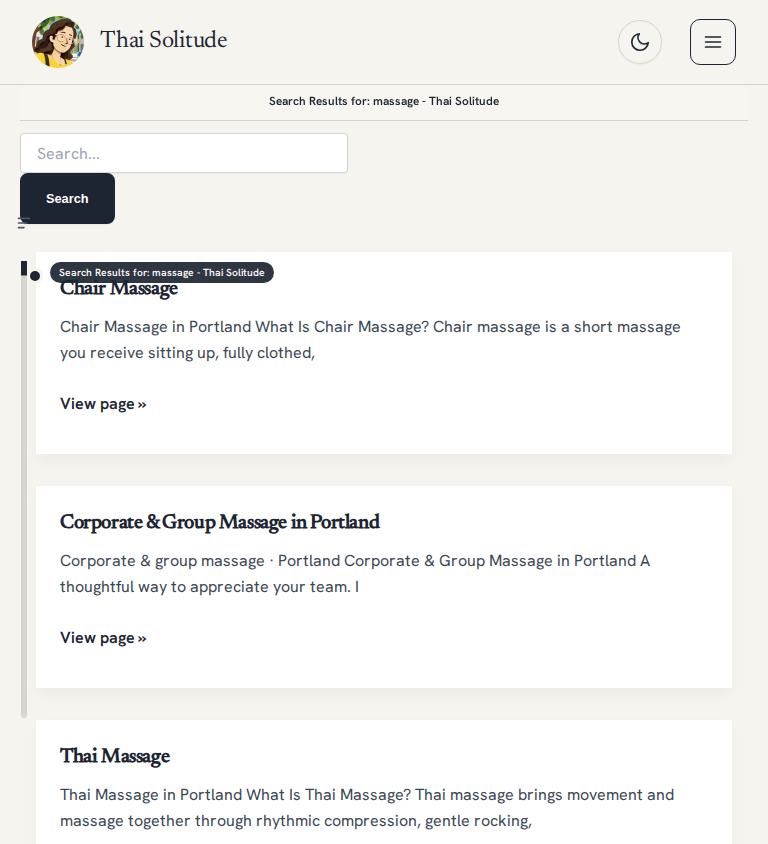 Thai Solitude
Search Results for: massage - Thai Solitude
Search...
Search
Search Results for: massage - Thai Solitude
Chair Massage
Chair Massage in Portland What Is Chair Massage? Chair massage is a short massage
you receive sitting up, fully clothed,
View page »
Corporate & Group Massage in Portland
Corporate & group massage · Portland Corporate & Group Massage in Portland A
thoughtful way to appreciate your team. I
View page »
Thai Massage
Thai Massage in Portland What Is Thai Massage? Thai massage brings movement and
massage together through rhythmic compression, gentle rocking,